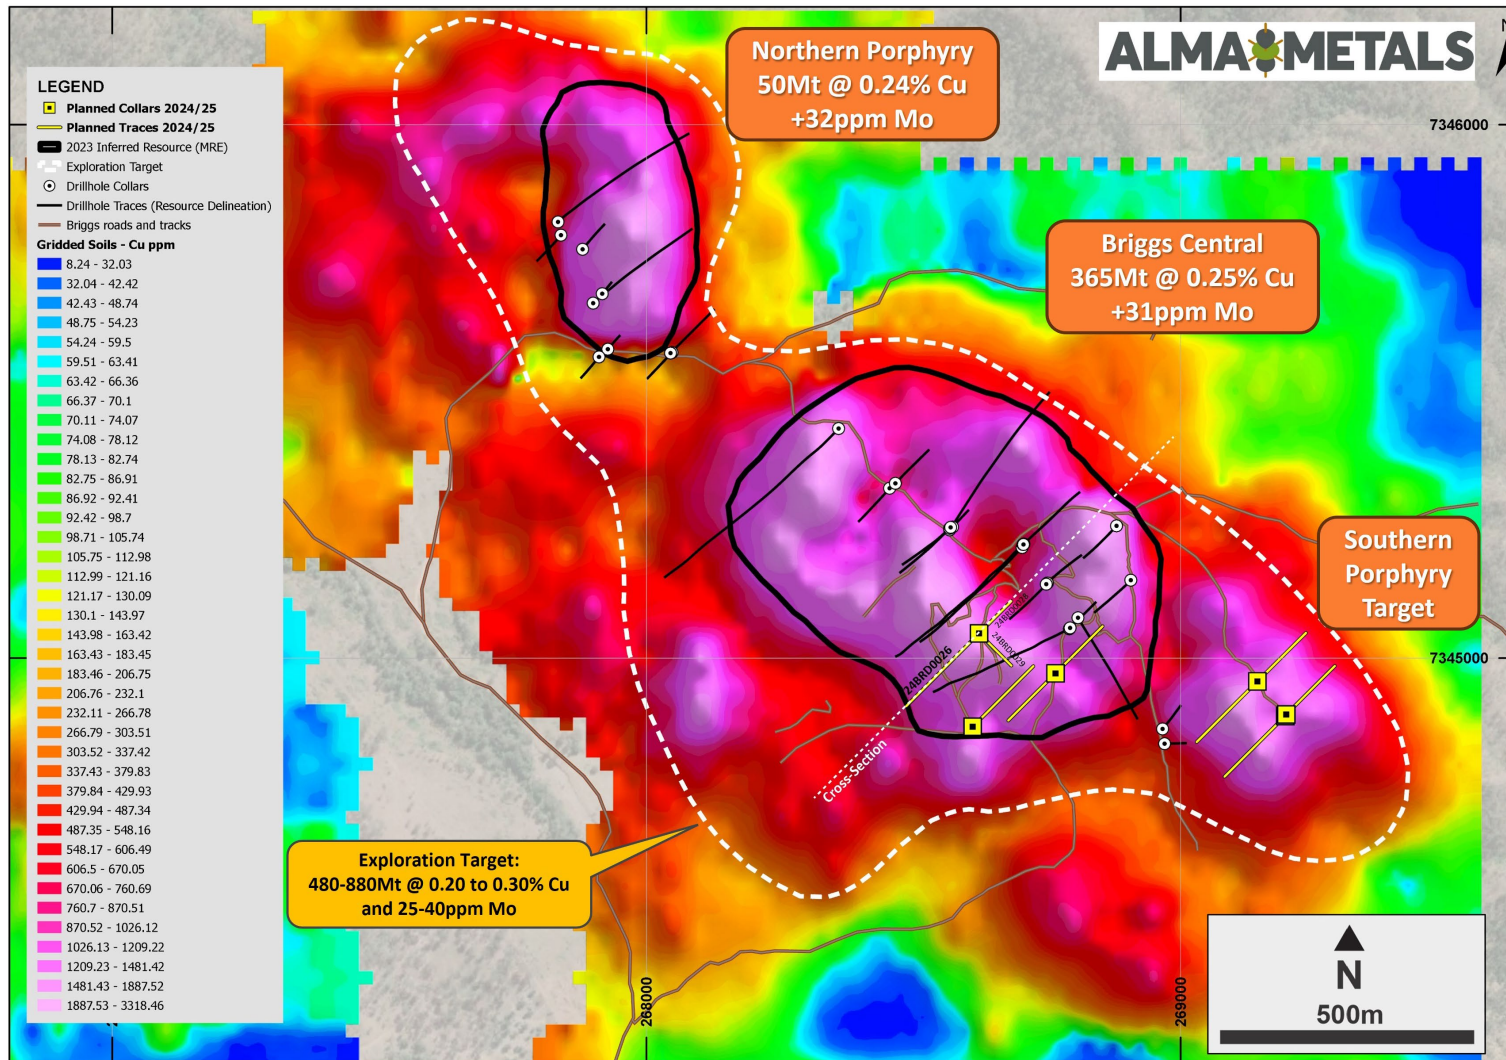 ALMA METALS
N
Northern Porphyry
50Mt @ 0.24% Cu
+32ppm Mo
7346000
LEGEND
Planned Collars 2024/25
Planned Traces 2024/25
2023 Inferred Resource (MRE)
Exploration Target
Drillhole Collars
Drillhole Traces (Resource Delineation)
Briggs roads and tracks
Gridded Soils - Cu ppm
8.24 - 32.03
32.04 - 42.42
42.43 - 48.74
48.75 - 54.23
54.24 - 59.5
59.51 - 63.41
63.42 - 66.36
66.37 - 70.1
70.11 - 74.07
74.08 - 78.12
78.13 - 82.74
82.75 - 86.91
86.92 - 92.41
92.42 - 98.7
98.71 - 105.74
105.75 - 112.98
112.99 - 121.16
121.17 - 130.09
130.1 - 143.97
143.98 - 163.42
163.43 - 183.45
183.46 - 206.75
206.76 - 232.1
232.11 - 266.78
266.79 - 303.51
303.52 - 337.42
337.43 - 379.83
379.84 - 429.93
429.94 - 487.34
487.35 - 548.16
548.17 - 606.49
606.5 - 670.05
670.06 - 760.69
760.7 - 870.51
870.52 - 1026.12
1026.13 - 1209.22
1209.23 - 1481.42
1481.43 - 1887.52
1887.53 - 3318.46
Briggs Central
365Mt @ 0.25% Cu
+31ppm Mo
Southern
Porphyry
Target
7345000
24BRD0028
24BRD0029
24BRD0026
Cross-Section
Exploration Target:
480-880Mt @ 0.20 to 0.30% Cu
and 25-40ppm Mo
268000
269000
N
500m